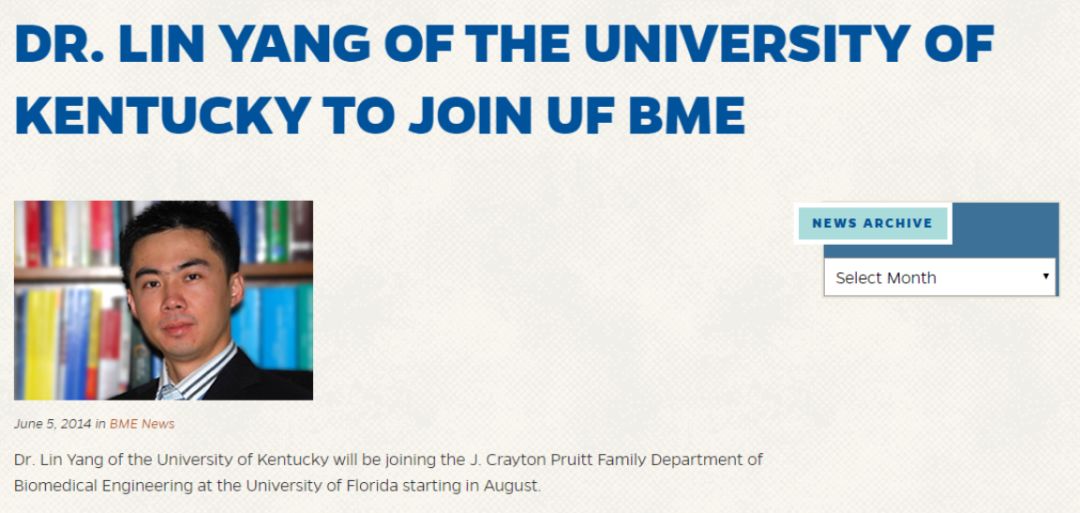 DR. LIN YANG OF THE UNIVERSITY OF
KENTUCKY TO JOIN UF BME
NEWS ARCHIVE
Select Month
June 5, 2014 in BME News
Dr. Lin Yang of the University of Kentucky will be joining the J. Crayton Pruitt Family Department of
Biomedical Engineering at the University of Florida starting in August.